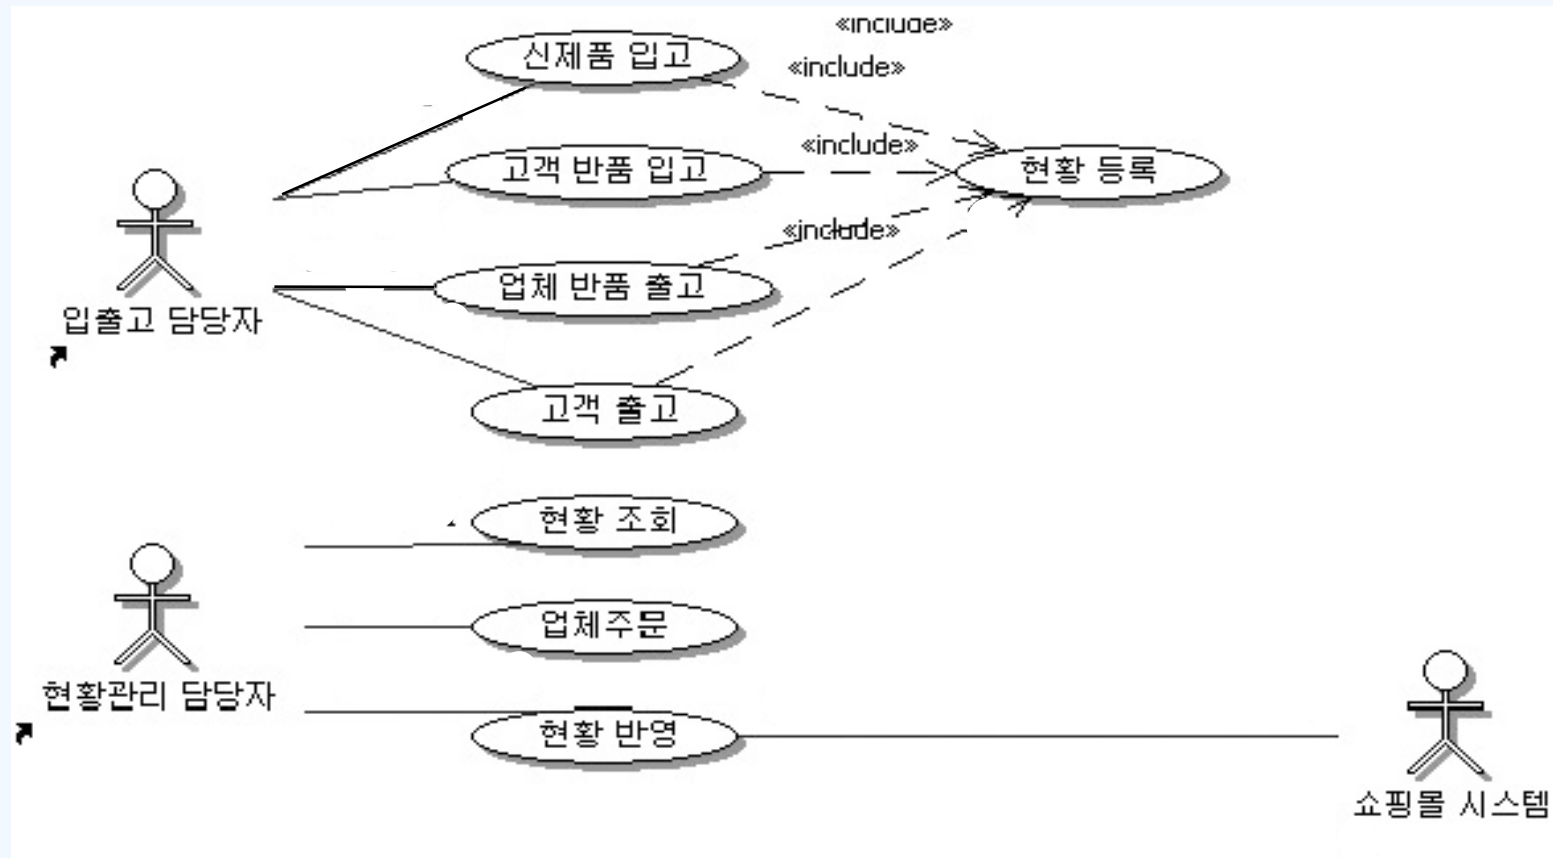 «include»
신제품 입고
«include»
«include»
고객 반품 입고
현황 등록
«include»
업체 반품 출고
입출고 담당자
고객 출고
현황 조회
업체주문
현황관리 담당자
현황 반영
쇼핑몰 시스템